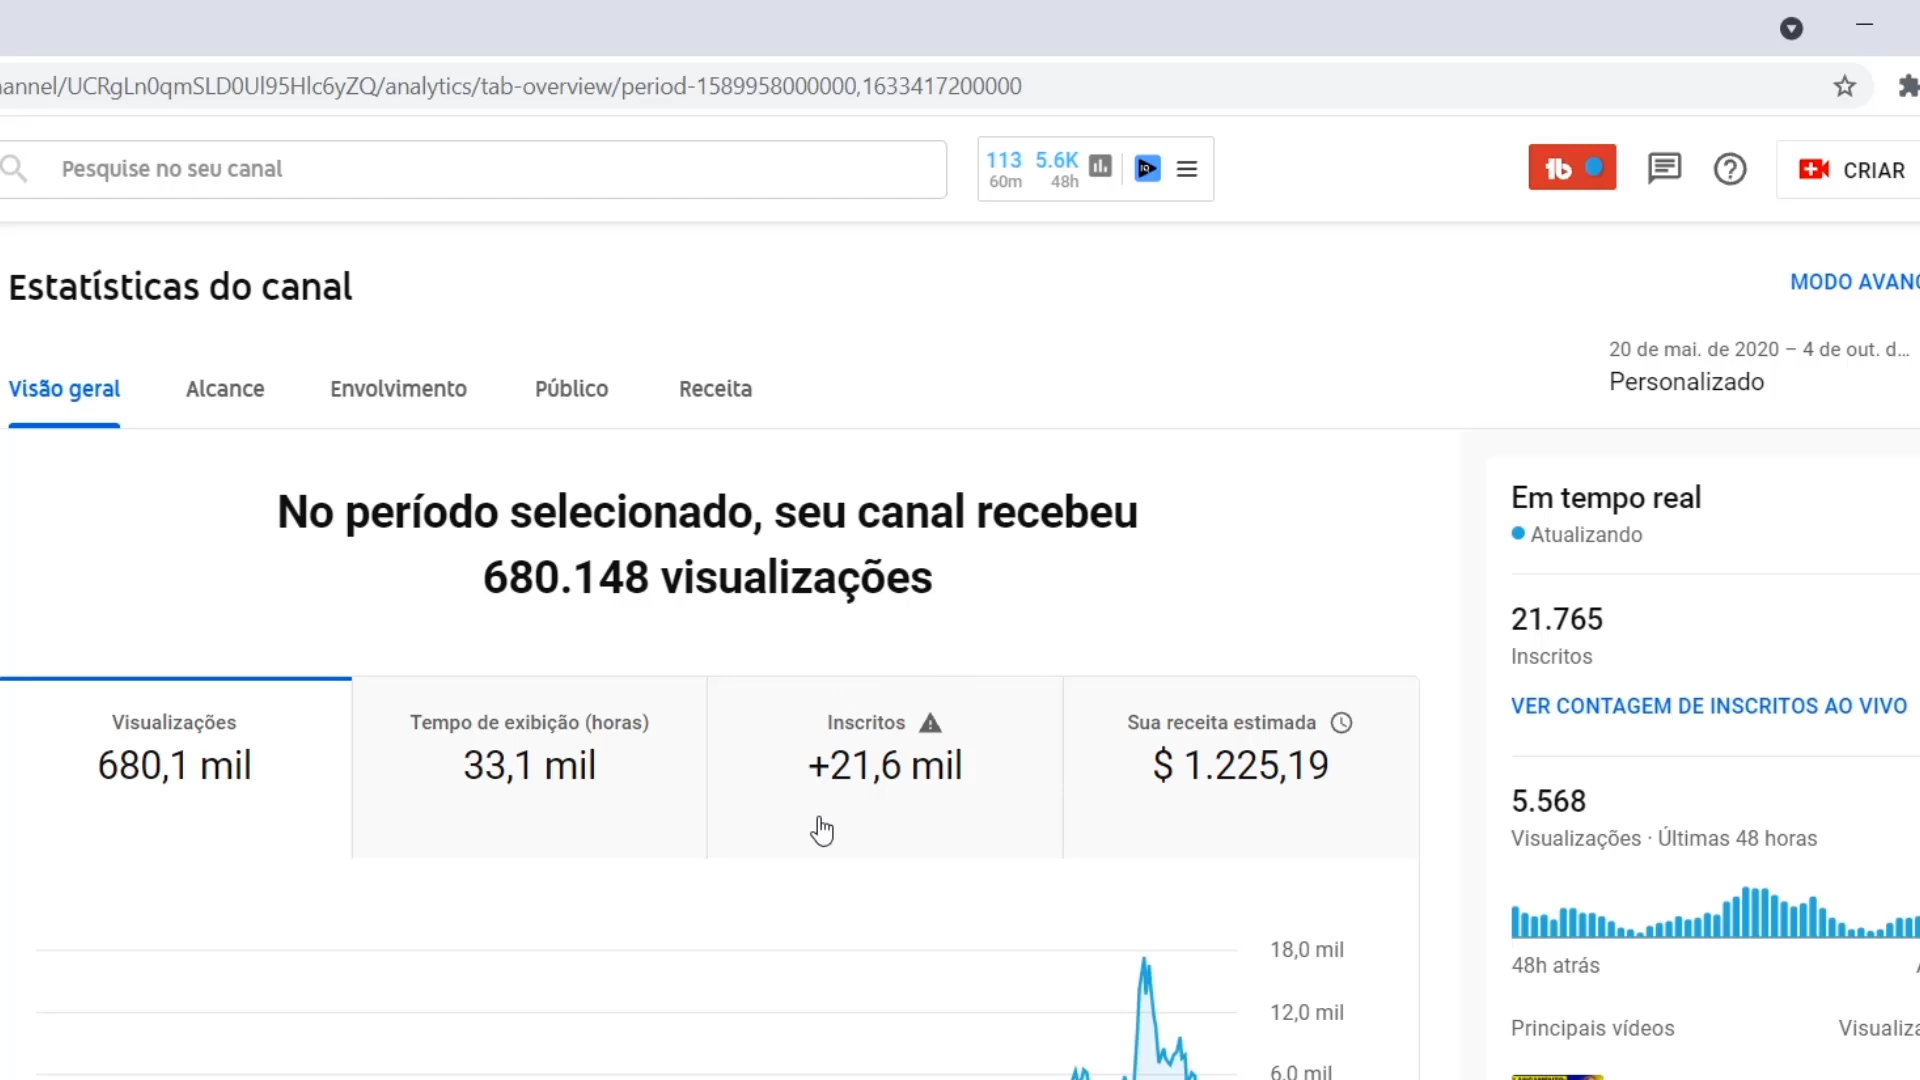 annel/UCRgLn0qmSLD0Ul95Hlc6yZQ/analytics/tab-overview/period-1589958000000,1633417200000
Pesquise no seu canal
113 5.6K
60m 48h
CRIAR
Estatísticas do canal
MODO AVANÇ
20 de mai. de 2020 – 4 de out. d...
Personalizado
Visão geral Alcance Envolvimento Público Receita
No período selecionado, seu canal recebeu
680.148 visualizações
Visualizações
680,1 mil
Tempo de exibição (horas)
33,1 mil
Inscritos
+21,6 mil
Sua receita estimada
$ 1.225,19
18,0 mil
12,0 mil
6,0 mil
Em tempo real
Atualizando
21.765
Inscritos
VER CONTAGEM DE INSCRITOS AO VIVO
5.568
Visualizações · Últimas 48 horas
48h atrás
Principais vídeos Visualiza